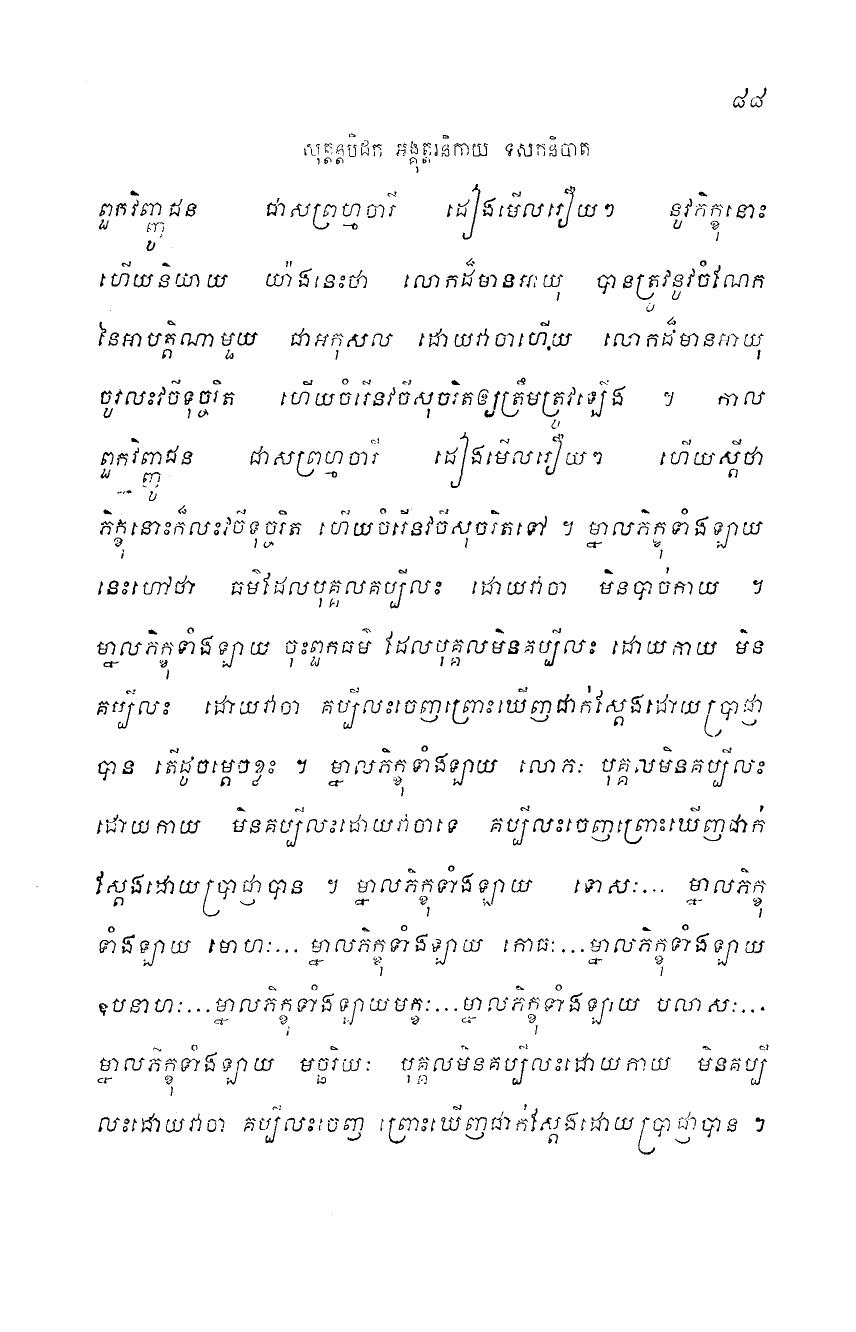 ៨៨
សុត្តន្តបិដក អង្គុត្តរនិកាយ ទសកនិបាត
ពួកវិញ្ញូជន ជាសព្រហ្មចារី ដៀងមើលរឿយៗ នូវភិក្ខុនោះ
ហើយនិយាយ យ៉ាងនេះថា លោកដ៏មានអាយុ បានត្រូវនូវចំណែក
នៃអាបត្តិណាមួយ ជាអកុសល ដោយវាចាហើយ លោកដ៏មានអាយុ
ចូរលះវចីទុច្ចរិត ហើយចំរើនវចីសុចរិតឲ្យត្រឹមត្រូវឡើង ។ កាល
ពួកវិញ្ញូជន ជាសព្រហ្មចារី ដៀងមើលរឿយៗ ហើយស្តីថា
ភិក្ខុនោះក៏លះវចីទុច្ចរិត ហើយចំរើនវចីសុចរិតទៅ ។ ម្នាលភិក្ខុទាំងឡាយ
នេះហៅថា ធម៌ដែលបុគ្គលគប្បីលះ ដោយវាចា មិនបាច់កាយ ។
ម្នាលភិក្ខុទាំងឡាយ ចុះពួកធម៌ ដែលបុគ្គលមិនគប្បីលះ ដោយកាយ មិន
គប្បីលះ ដោយវាចា គប្បីលះចេញព្រោះឃើញជាក់ស្តែងដោយប្រាជ្ញា
បាន តើដូចម្តេចខ្លះ ។ ម្នាលភិក្ខុទាំងឡាយ លោភៈ បុគ្គលមិនគប្បីលះ
ដោយកាយ មិនគប្បីលះដោយវាចាទេ គប្បីលះចេញព្រោះឃើញជាក់
ស្តែងដោយប្រាជ្ញាបាន ។ ម្នាលភិក្ខុទាំងឡាយ ទោសៈ... ម្នាលភិក្ខុ
ទាំងឡាយ មោហៈ... ម្នាលភិក្ខុទាំងឡាយ កោធៈ...ម្នាលភិក្ខុទាំងឡាយ
ឧបនាហៈ...ម្នាលភិក្ខុទាំងឡាយមក្ខៈ...ម្នាលភិក្ខុទាំងឡាយ បលាសៈ...
ម្នាលភិក្ខុទាំងឡាយ មច្ឆរិយៈ បុគ្គលមិនគប្បីលះដោយកាយ មិនគប្បី
លះដោយវាចា គប្បីលះចេញ ព្រោះឃើញជាក់ស្តែងដោយប្រាជ្ញាបាន ។